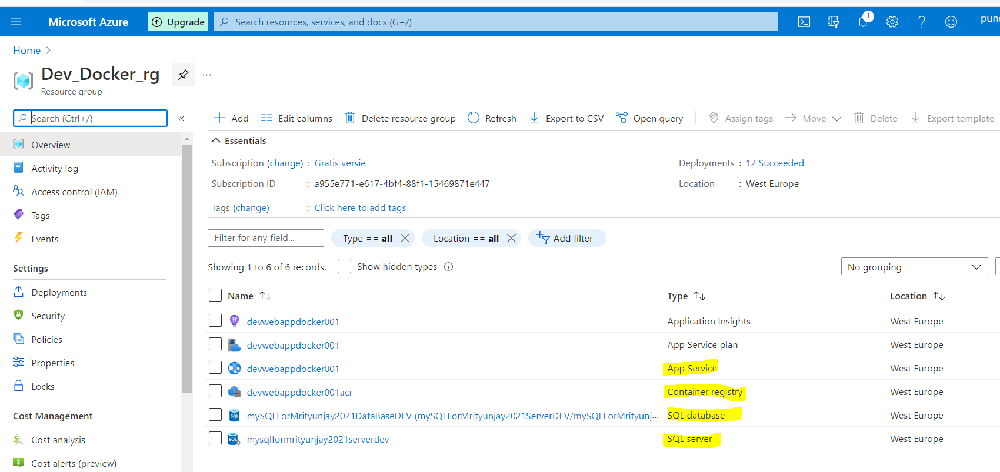 Microsoft Azure Upgrade Search resources, services, and docs (G+/) 1
Home >
Dev_Docker_rg ...
Resource group
Search (Ctrl+/) «
Add Edit columns Delete resource group Refresh Export to CSV Open query Assign tags Move Delete Export template
Overview
Activity log
Access control (IAM)
Tags
Events
Settings
Deployments
Security
Policies
Properties
Locks
Cost Management
Cost analysis
Cost alerts (preview)
Essentials
Subscription (change) : Gratis versie Deployments : 12 Succeeded
Subscription ID : a955e771-e617-4bf4-88f1-15469871e447 Location : West Europe
Tags (change) : Click here to add tags
Filter for any field... Type == all Location == all Add filter
Showing 1 to 6 of 6 records. Show hidden types No grouping
Name Type Location
devwebappdocker001 Application Insights West Europe
devwebappdocker001 App Service plan West Europe
devwebappdocker001 App Service West Europe
devwebappdocker001acr Container registry West Europe
mySQLForMrityunjay2021DataBaseDEV (mySQLForMrityunjay2021ServerDEV/mySQLForMrityunj... SQL database West Europe
mysqlformrityunjay2021serverdev SQL server West Europe